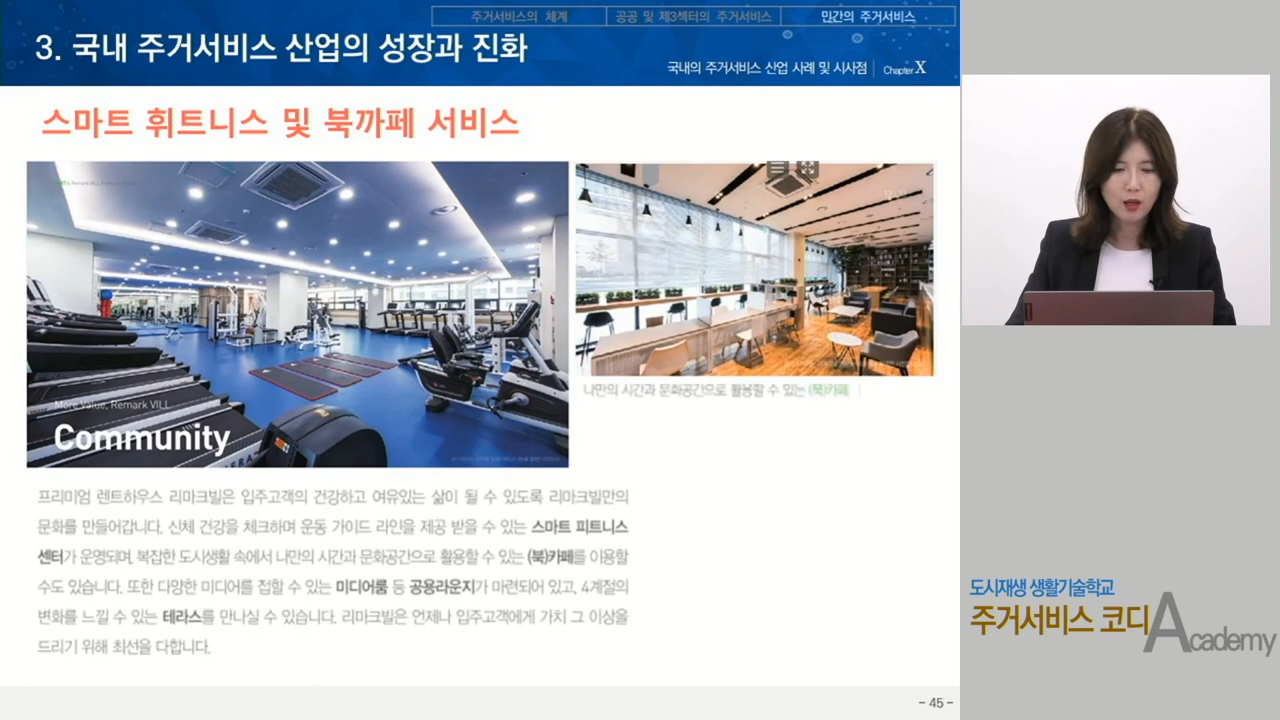 주거서비스의 체계
공공 및 제3섹터의 주거서비스
민간의 주거서비스
3. 국내 주거서비스 산업의 성장과 진화
국내의 주거서비스 산업 사례 및 시사점
Chapter X
스마트 휘트니스 및 북까페 서비스
More Value, Remark VILL
Community
나만의 시간과 문화공간으로 활용할 수 있는 (북)카페
프리미엄 렌트하우스 리마크빌은 입주고객의 건강하고 여유있는 삶이 될 수 있도록 리마크빌만의
문화를 만들어갑니다. 신체 건강을 체크하며 운동 가이드 라인을 제공 받을 수 있는 스마트 피트니스
센터가 운영되며, 복잡한 도시생활 속에서 나만의 시간과 문화공간으로 활용할 수 있는 (북)카페를 이용할
수도 있습니다. 또한 다양한 미디어를 접할 수 있는 미디어룸 등 공용라운지가 마련되어 있고, 4계절의
변화를 느낄 수 있는 테라스를 만나실 수 있습니다. 리마크빌은 언제나 입주고객에게 가치 그 이상을
드리기 위해 최선을 다합니다.
- 45 -
도시재생 생활기술학교
주거서비스 코디
Academy